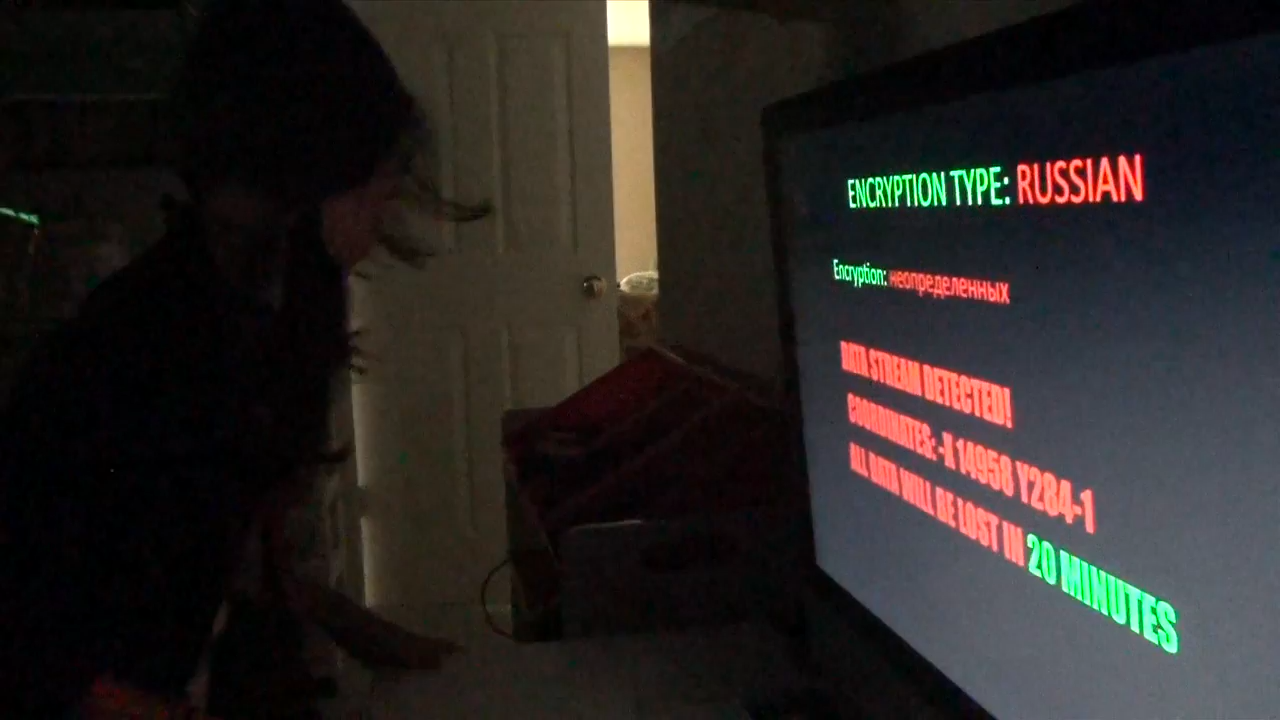 ENCRYPTION TYPE: RUSSIAN
Encryption: неопределенных
DATA STREAM DETECTED!
COORDINATES: -X 14958 Y284-1
ALL DATA WILL BE LOST IN 20 MINUTES